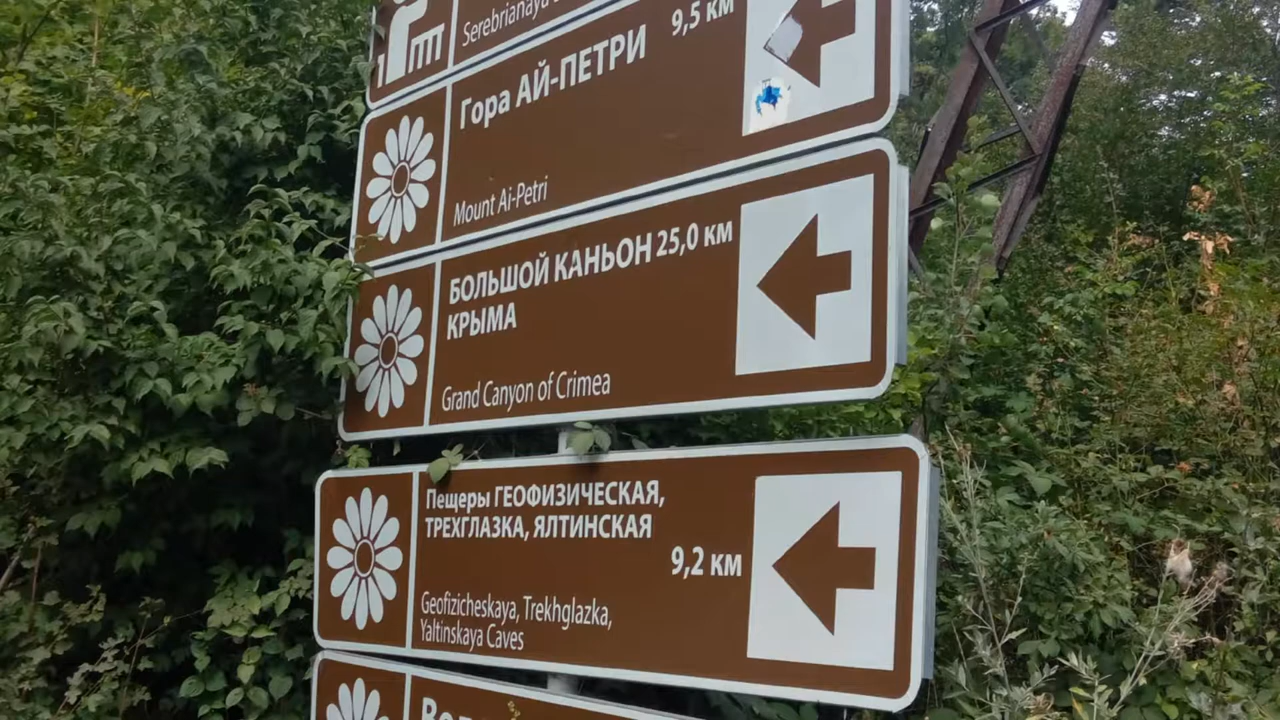 Serebrianaya
9,5 км
Гора АЙ-ПЕТРИ
Mount Ai-Petri
БОЛЬШОЙ КАНЬОН 25,0 км
КРЫМА
Grand Canyon of Crimea
Пещеры ГЕОФИЗИЧЕСКАЯ,
ТРЕХГЛАЗКА, ЯЛТИНСКАЯ
9,2 км
Geofizicheskaya, Trekhglazka,
Yaltinskaya Caves